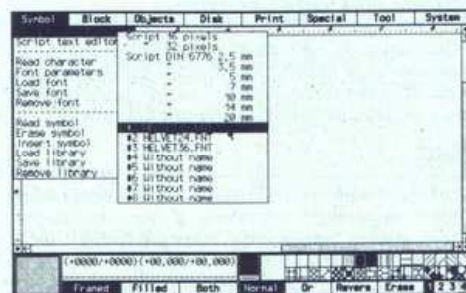 Symbol Block Objects Disk Print Special Tool System
Script text editor
Read character
Font parameters
Load font
Save font
Remove font
Read symbol
Erase symbol
Insert symbol
Load library
Save library
Remove library
Script 16 pixels
" 32 pixels
Script DIN 6776 2,5 mm
" 3,5 mm
" 5 mm
" 7 mm
" 10 mm
" 14 mm
" 20 mm
#2 HELVET24.FNT
#3 HELVET36.FNT
#4 Without name
#5 Without name
#6 Without name
#7 Without name
#8 Without name
(+0000/+0000)(+00,000/+00,000)
Framed Filled Both Normal Or Revers Erase 1 2 3 4